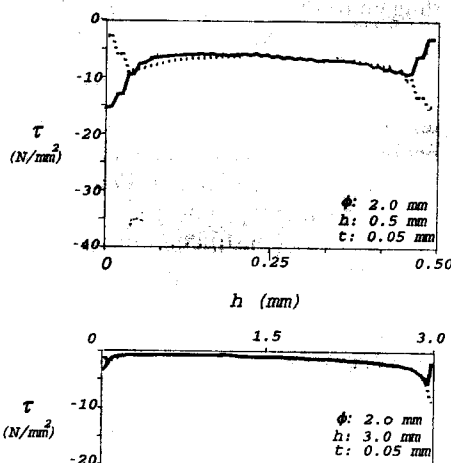 0
-10
-20
-30
-40
τ
(N/mm²)
ϕ: 2.0 mm
h: 0.5 mm
t: 0.05 mm
0 0.25 0.50
h (mm)
0 1.5 3.0
τ
(N/mm²)
-10
-20
ϕ: 2.0 mm
h: 3.0 mm
t: 0.05 mm